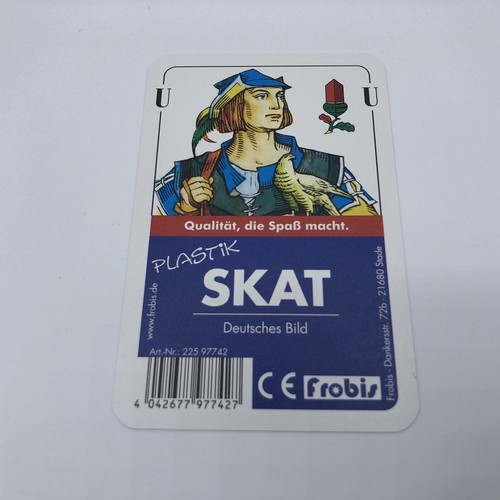 U U
Qualität, die Spaß macht.
PLASTIK
SKAT
Deutsches Bild
www.frobis.de
Art.-Nr.: 225 97742
4 042677 977427
CE Frobis
Frobis · Dankersstr. 72b · 21680 Stade